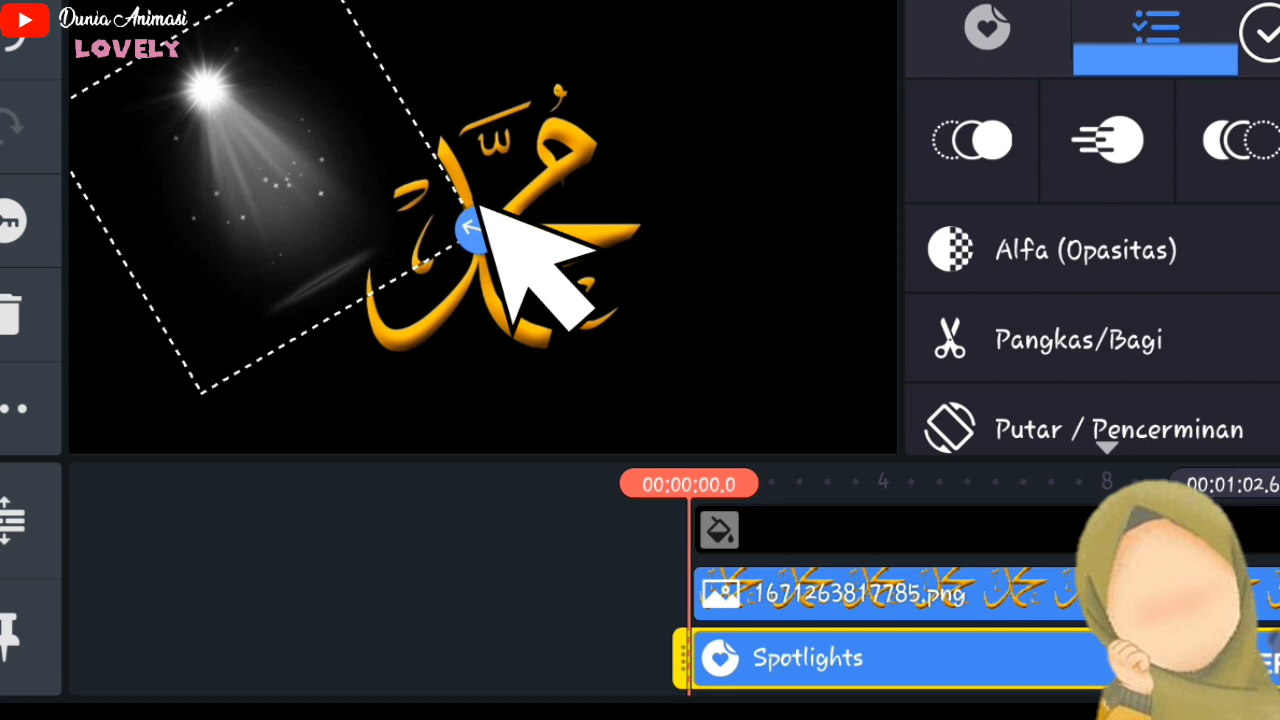 Dunia Animasi
LOVELY
مُحَمَّدْ
Alfa (Opasitas)
Pangkas/Bagi
Putar / Pencerminan
00:00:00.0
4
8
00:01:02.6
1671263817785.png
Spotlights